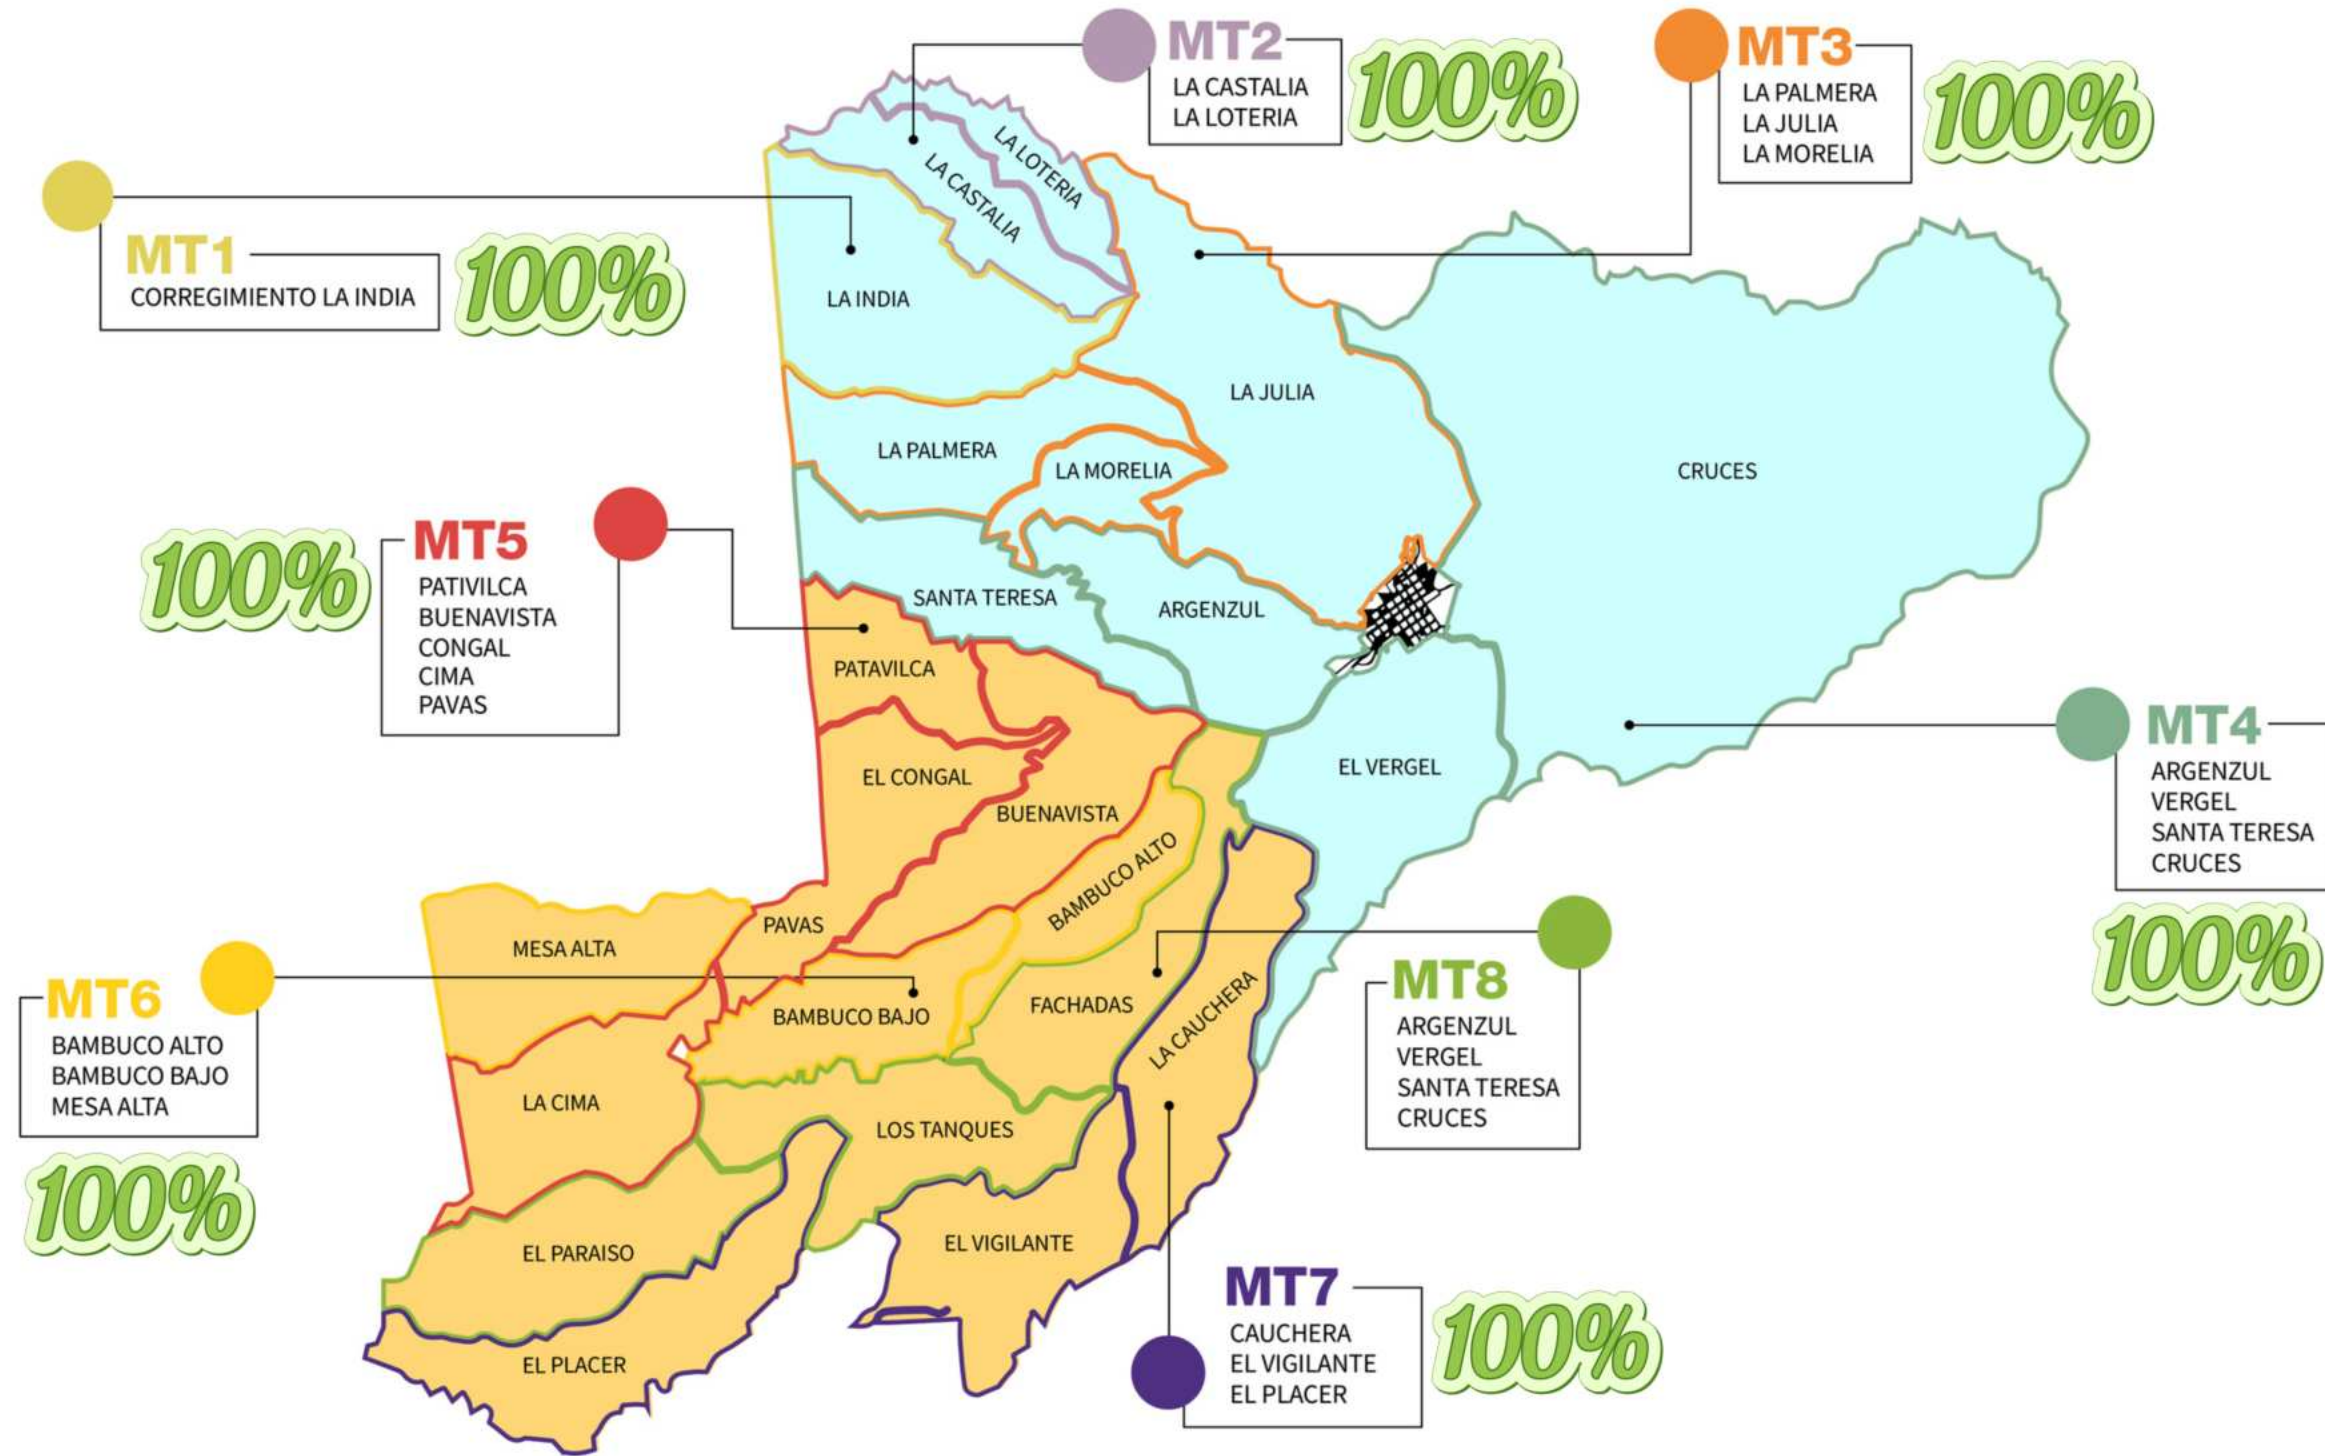 MT2
LA CASTALIA
LA LOTERIA
100%
MT3
LA PALMERA
LA JULIA
LA MORELIA
100%
MT1
CORREGIMIENTO LA INDIA
100%
LA LOTERIA
LA CASTALIA
LA INDIA
LA JULIA
LA PALMERA
LA MORELIA
CRUCES
100%
MT5
PATIVILCA
BUENAVISTA
CONGAL
CIMA
PAVAS
SANTA TERESA
ARGENZUL
PATAVILCA
EL CONGAL
BUENAVISTA
EL VERGEL
MT4
ARGENZUL
VERGEL
SANTA TERESA
CRUCES
100%
BAMBUCO ALTO
PAVAS
MESA ALTA
MT6
BAMBUCO ALTO
BAMBUCO BAJO
MESA ALTA
100%
BAMBUCO BAJO
FACHADAS
LA CAUCHERA
MT8
ARGENZUL
VERGEL
SANTA TERESA
CRUCES
LA CIMA
LOS TANQUES
EL PARAISO
EL VIGILANTE
EL PLACER
MT7
CAUCHERA
EL VIGILANTE
EL PLACER
100%